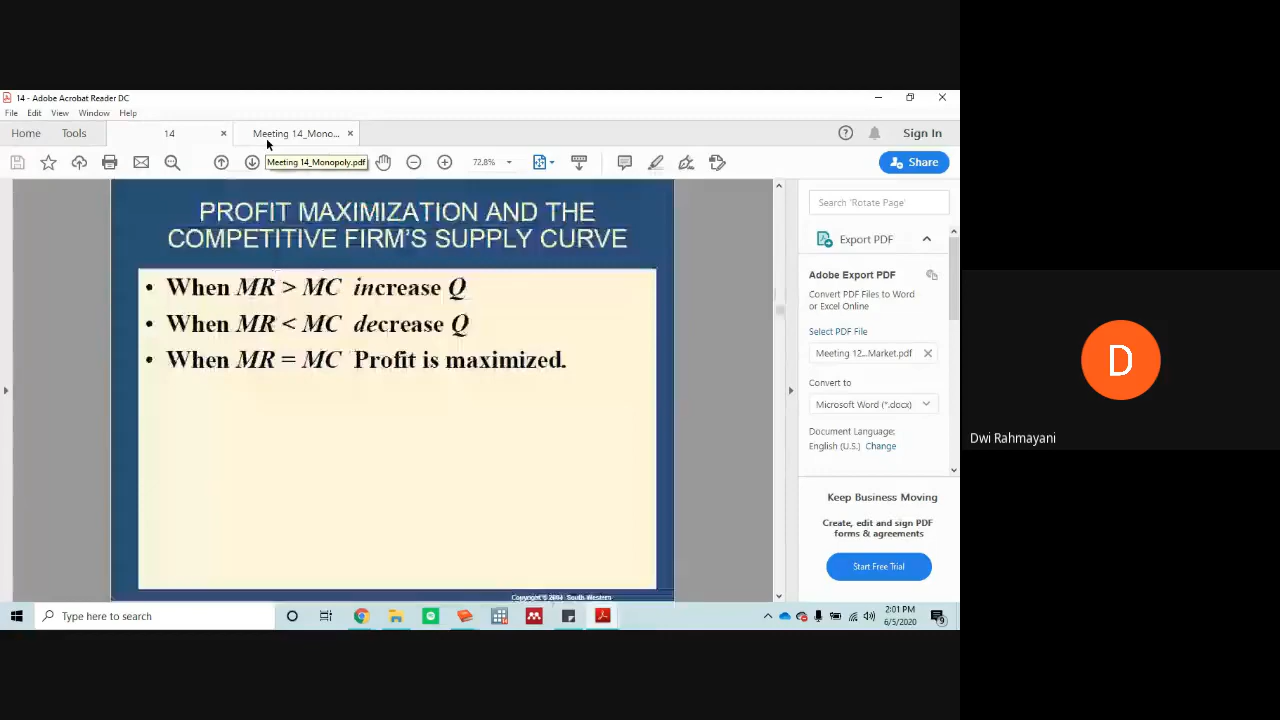 14 - Adobe Acrobat Reader DC
File Edit View Window Help
Home Tools 14 × Meeting 14_Mono... × Sign In
Meeting 14_Monopoly.pdf 72.8% Share
PROFIT MAXIMIZATION AND THE
COMPETITIVE FIRM'S SUPPLY CURVE
• When MR > MC increase Q
• When MR < MC decrease Q
• When MR = MC Profit is maximized.
Copyright © 2004 South-Western
Search 'Rotate Page'
Export PDF
Adobe Export PDF
Convert PDF Files to Word
or Excel Online
Select PDF File
Meeting 12...Market.pdf
Convert to
Microsoft Word (*.docx)
Document Language:
English (U.S.) Change
Keep Business Moving
Create, edit and sign PDF
forms & agreements
Start Free Trial
Type here to search
2:01 PM
6/5/2020
9
D
Dwi Rahmayani